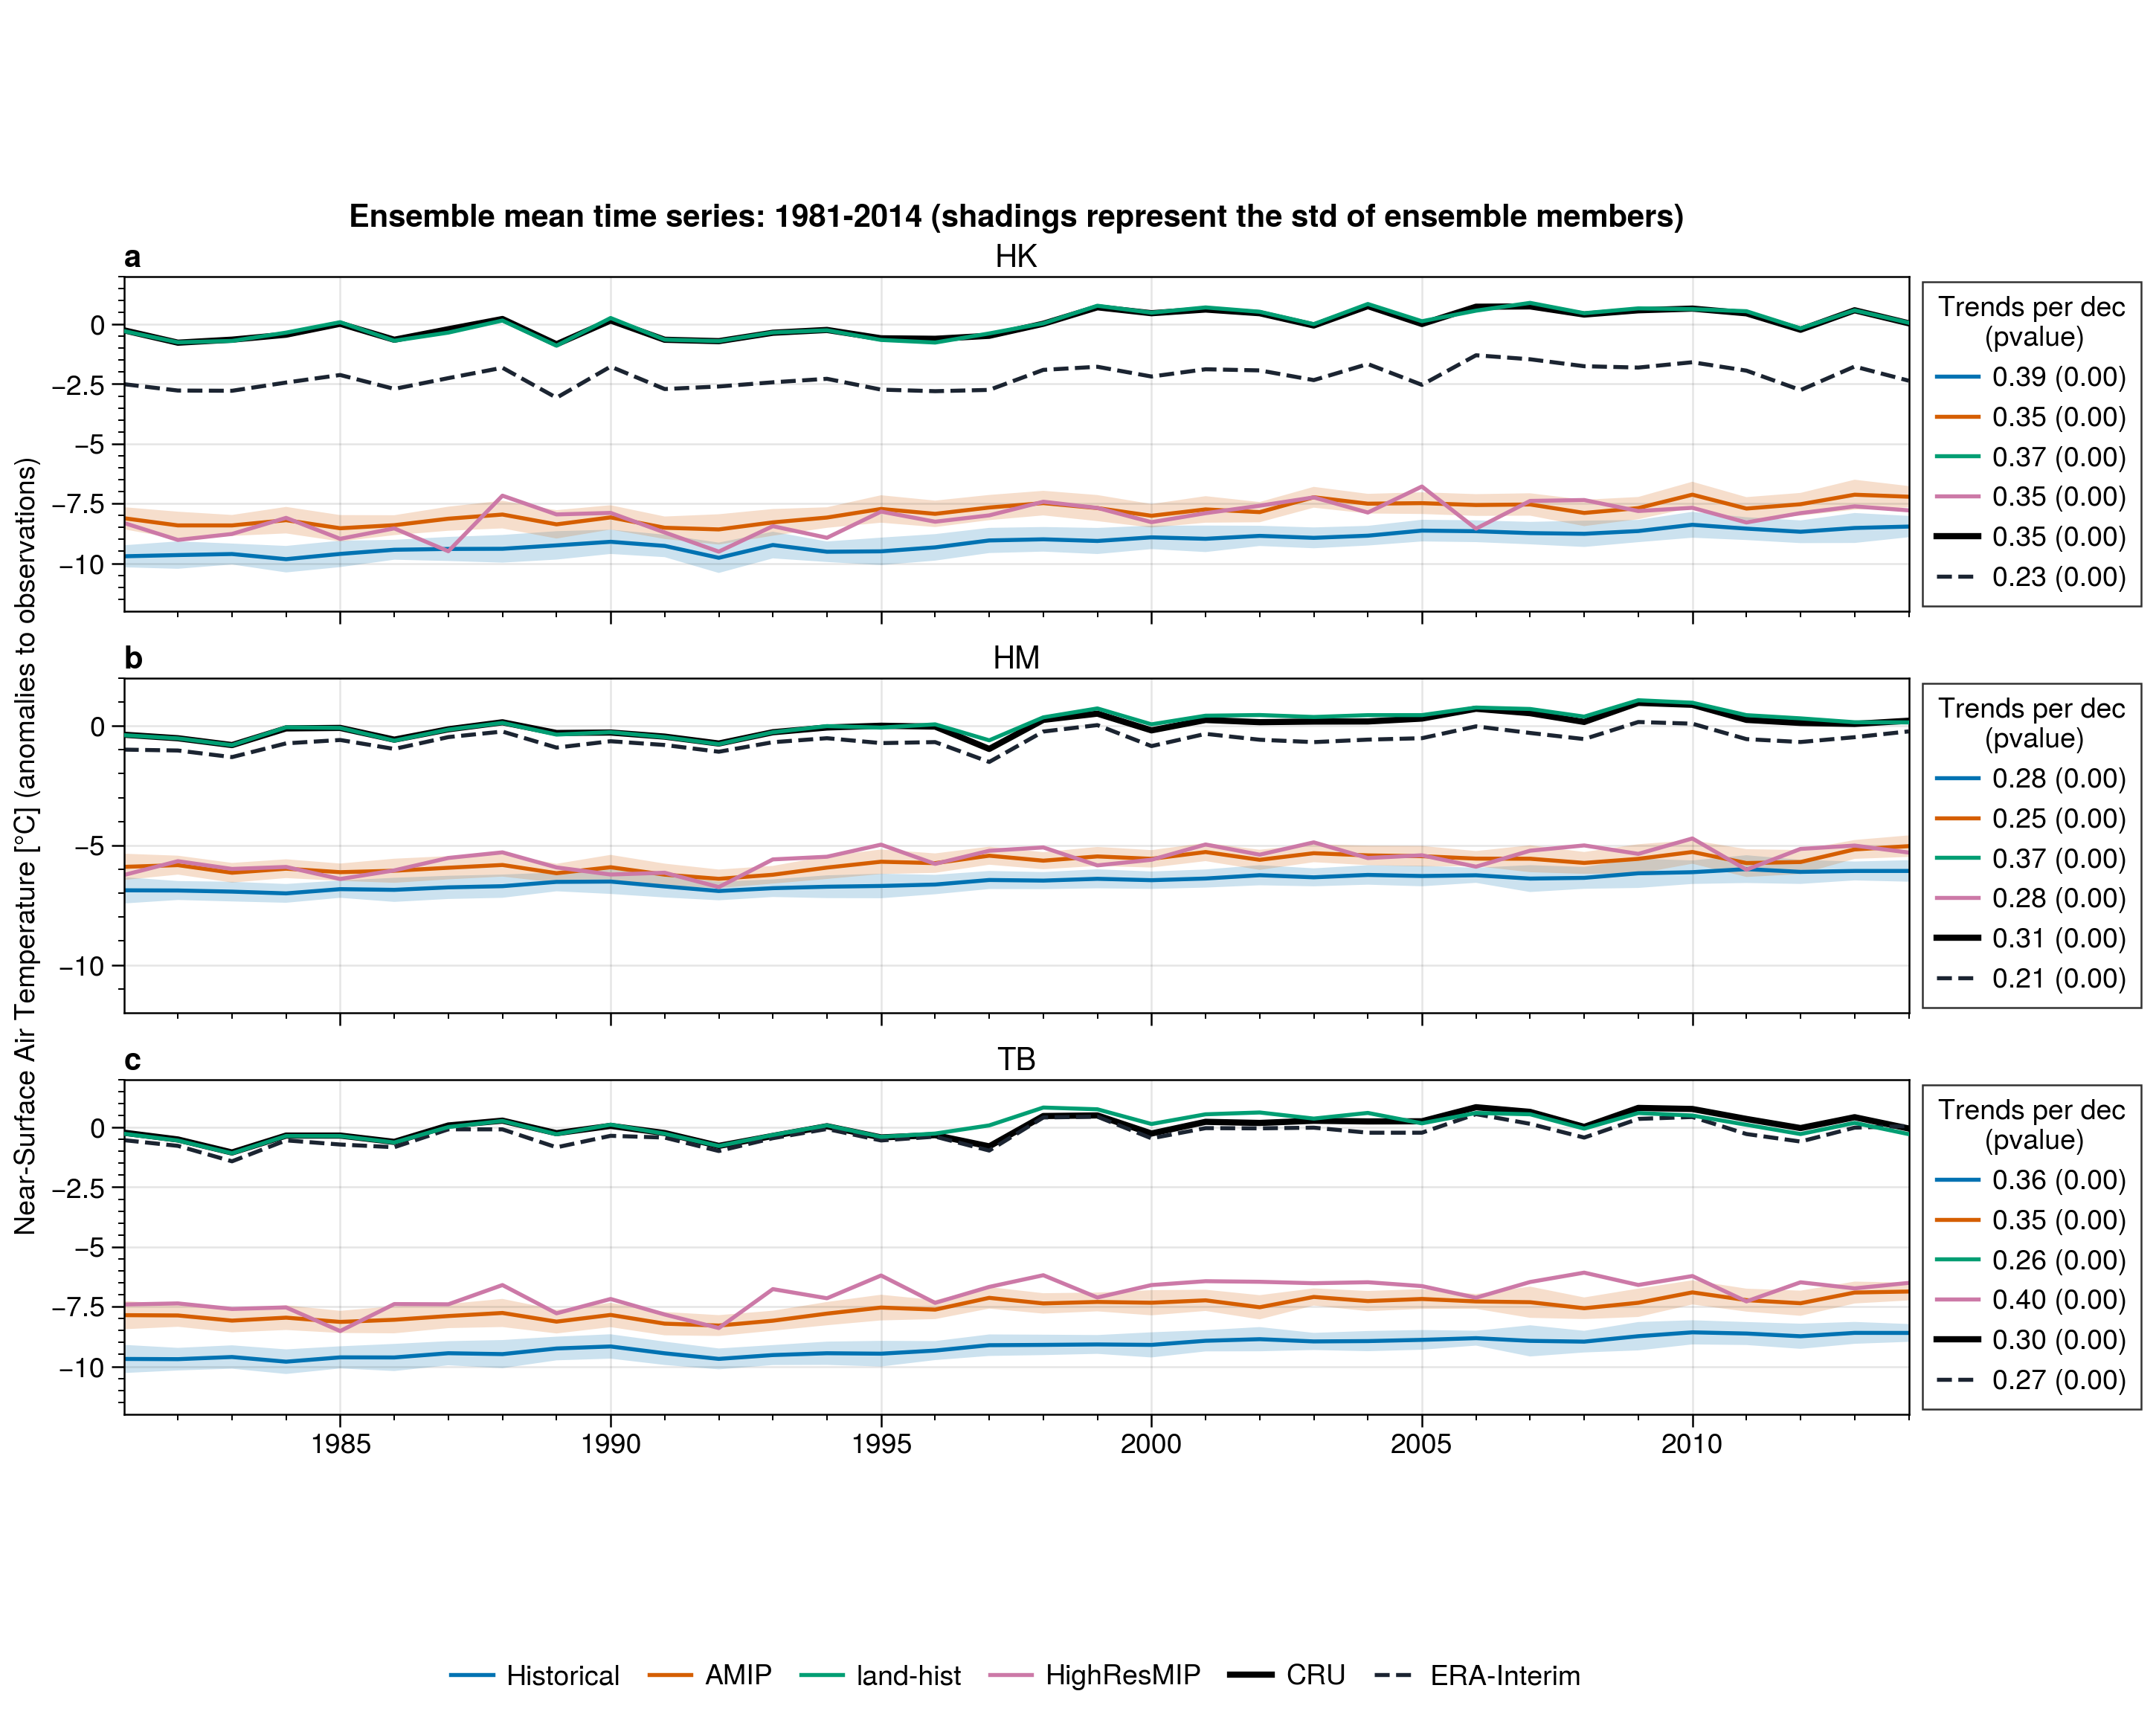 Ensemble mean time series: 1981-2014 (shadings represent the std of ensemble members)
Near-Surface Air Temperature [°C] (anomalies to observations)
a
HK
0
−2.5
−5
−7.5
−10
Trends per dec
(pvalue)
0.39 (0.00)
0.35 (0.00)
0.37 (0.00)
0.35 (0.00)
0.35 (0.00)
0.23 (0.00)
b
HM
0
−5
−10
Trends per dec
(pvalue)
0.28 (0.00)
0.25 (0.00)
0.37 (0.00)
0.28 (0.00)
0.31 (0.00)
0.21 (0.00)
c
TB
0
−2.5
−5
−7.5
−10
Trends per dec
(pvalue)
0.36 (0.00)
0.35 (0.00)
0.26 (0.00)
0.40 (0.00)
0.30 (0.00)
0.27 (0.00)
1985 1990 1995 2000 2005 2010
Historical AMIP land-hist HighResMIP CRU ERA-Interim